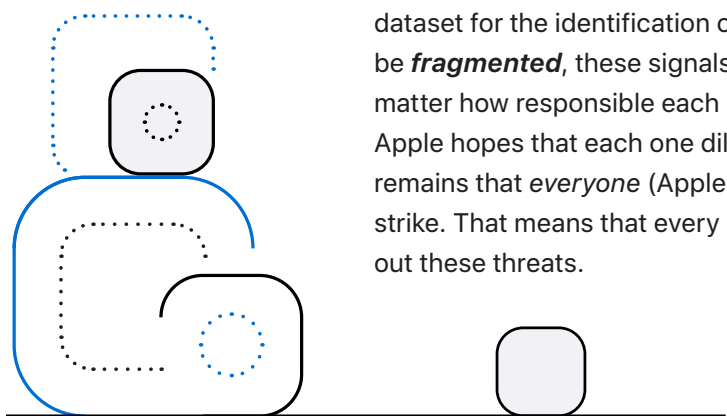 dataset for the identification
be fragmented, these signals
matter how responsible each
Apple hopes that each one
remains that everyone (Apple
strike. That means that every
out these threats.